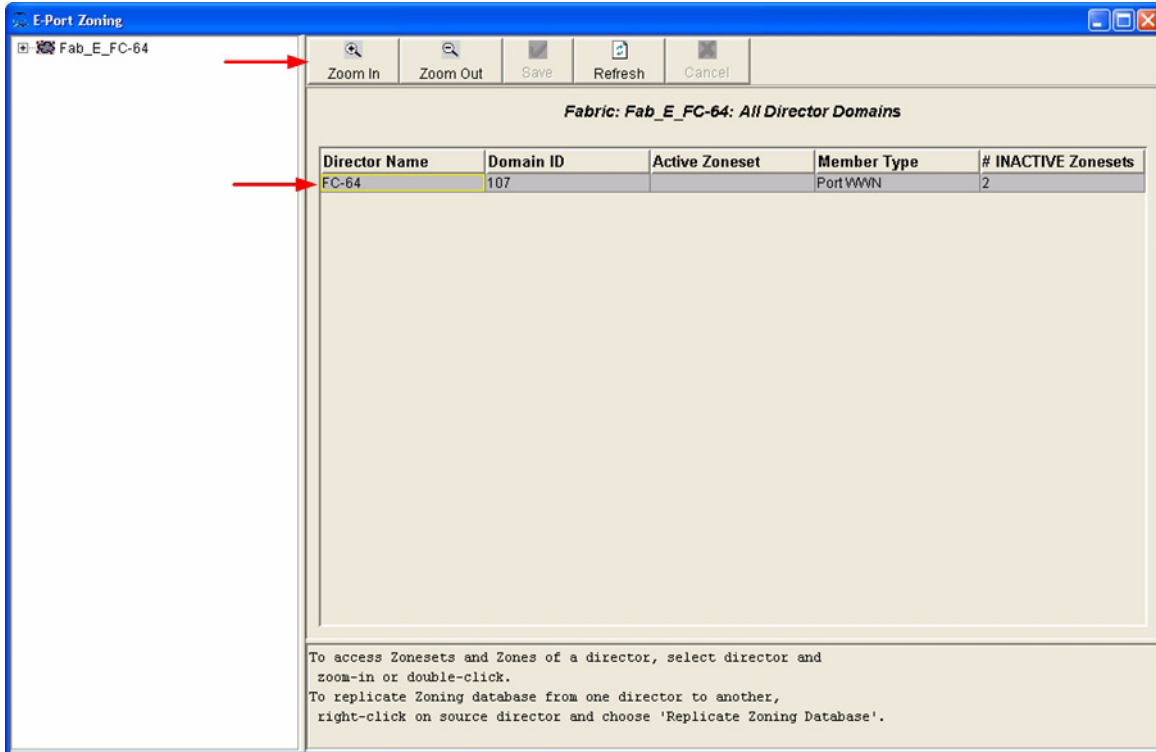 E-Port Zoning
Fab_E_FC-64
Zoom In Zoom Out Save Refresh Cancel
Fabric: Fab_E_FC-64: All Director Domains
Director Name Domain ID Active Zoneset Member Type # INACTIVE Zonesets
FC-64 107 Port WWN 2
To access Zonesets and Zones of a director, select director and
zoom-in or double-click.
To replicate Zoning database from one director to another,
right-click on source director and choose 'Replicate Zoning Database'.